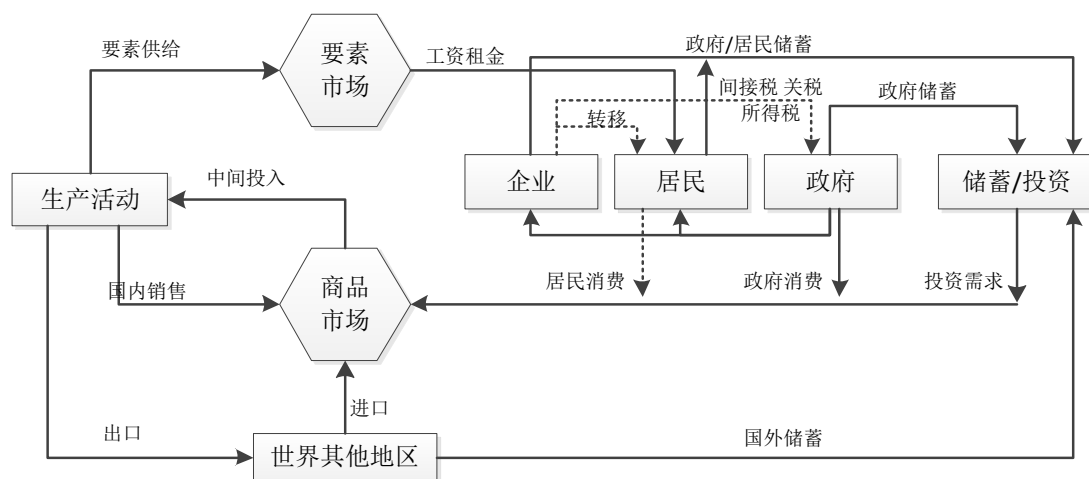 要素供给
要素
市场
工资租金
政府/居民储蓄
间接税 关税
所得税
政府储蓄
转移
企业
居民
政府
储蓄/投资
生产活动
中间投入
国内销售
商品
市场
居民消费
政府消费
投资需求
进口
出口
世界其他地区
国外储蓄